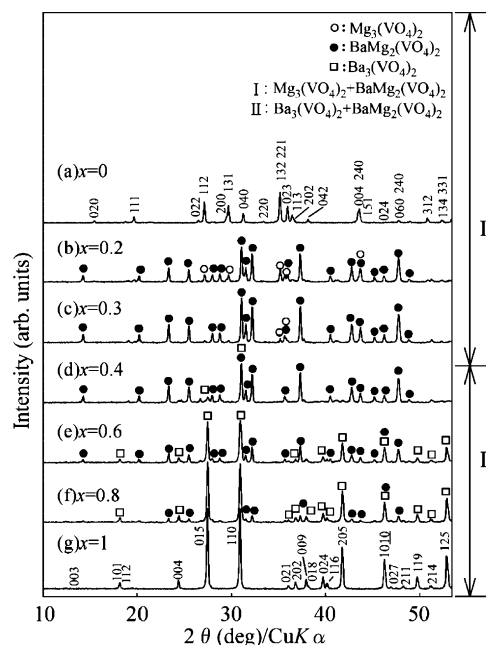 ○ : Mg₃(VO₄)₂
● : BaMg₂(VO₄)₂
□ : Ba₃(VO₄)₂
I : Mg₃(VO₄)₂+BaMg₂(VO₄)₂
II : Ba₃(VO₄)₂+BaMg₂(VO₄)₂
(a)x=0
020
111
022
112
200
131
040
220
132 221
023
113
202
042
004 240
151
024
060 240
312
134 331
(b)x=0.2
(c)x=0.3
(d)x=0.4
(e)x=0.6
(f)x=0.8
(g)x=1
003
101
112
004
015
110
021
202
009
018
024
116
205
1010
027
211
119
214
125
I
Intensity (arb. units)
10 20 30 40 50
2 θ (deg)/CuK α